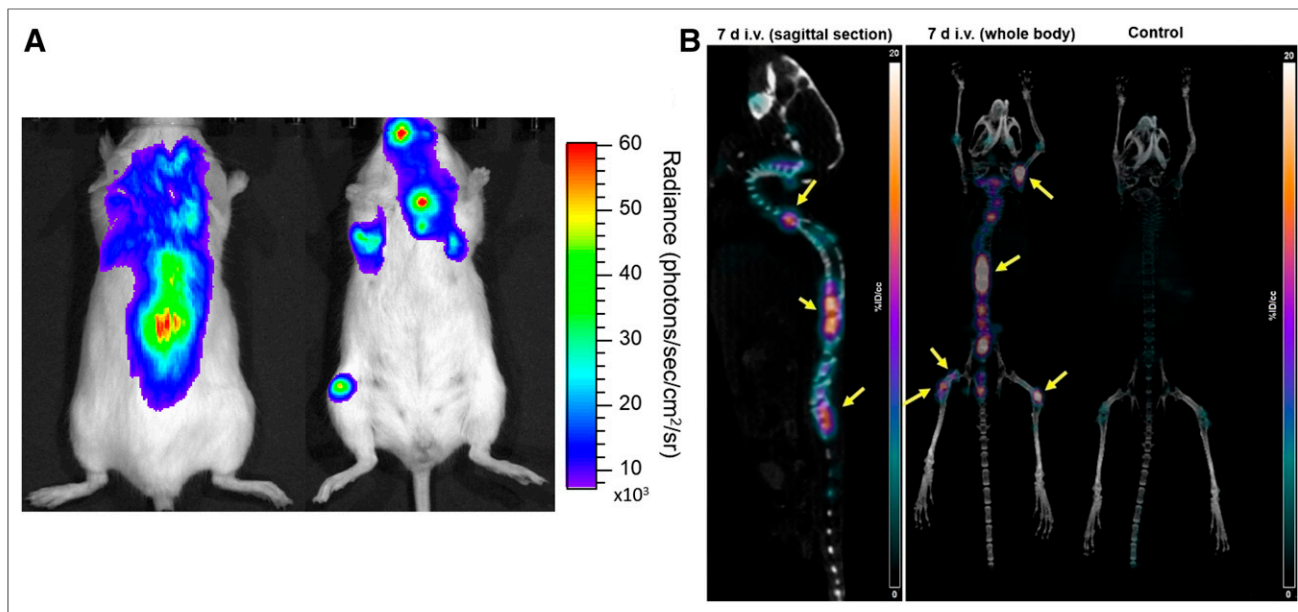 A
60
50
40
30
20
10
x10³
Radiance (photons/sec/cm²/sr)
B
7 d i.v. (sagittal section)
7 d i.v. (whole body)
Control
20
%ID/cc
0
20
%ID/cc
0